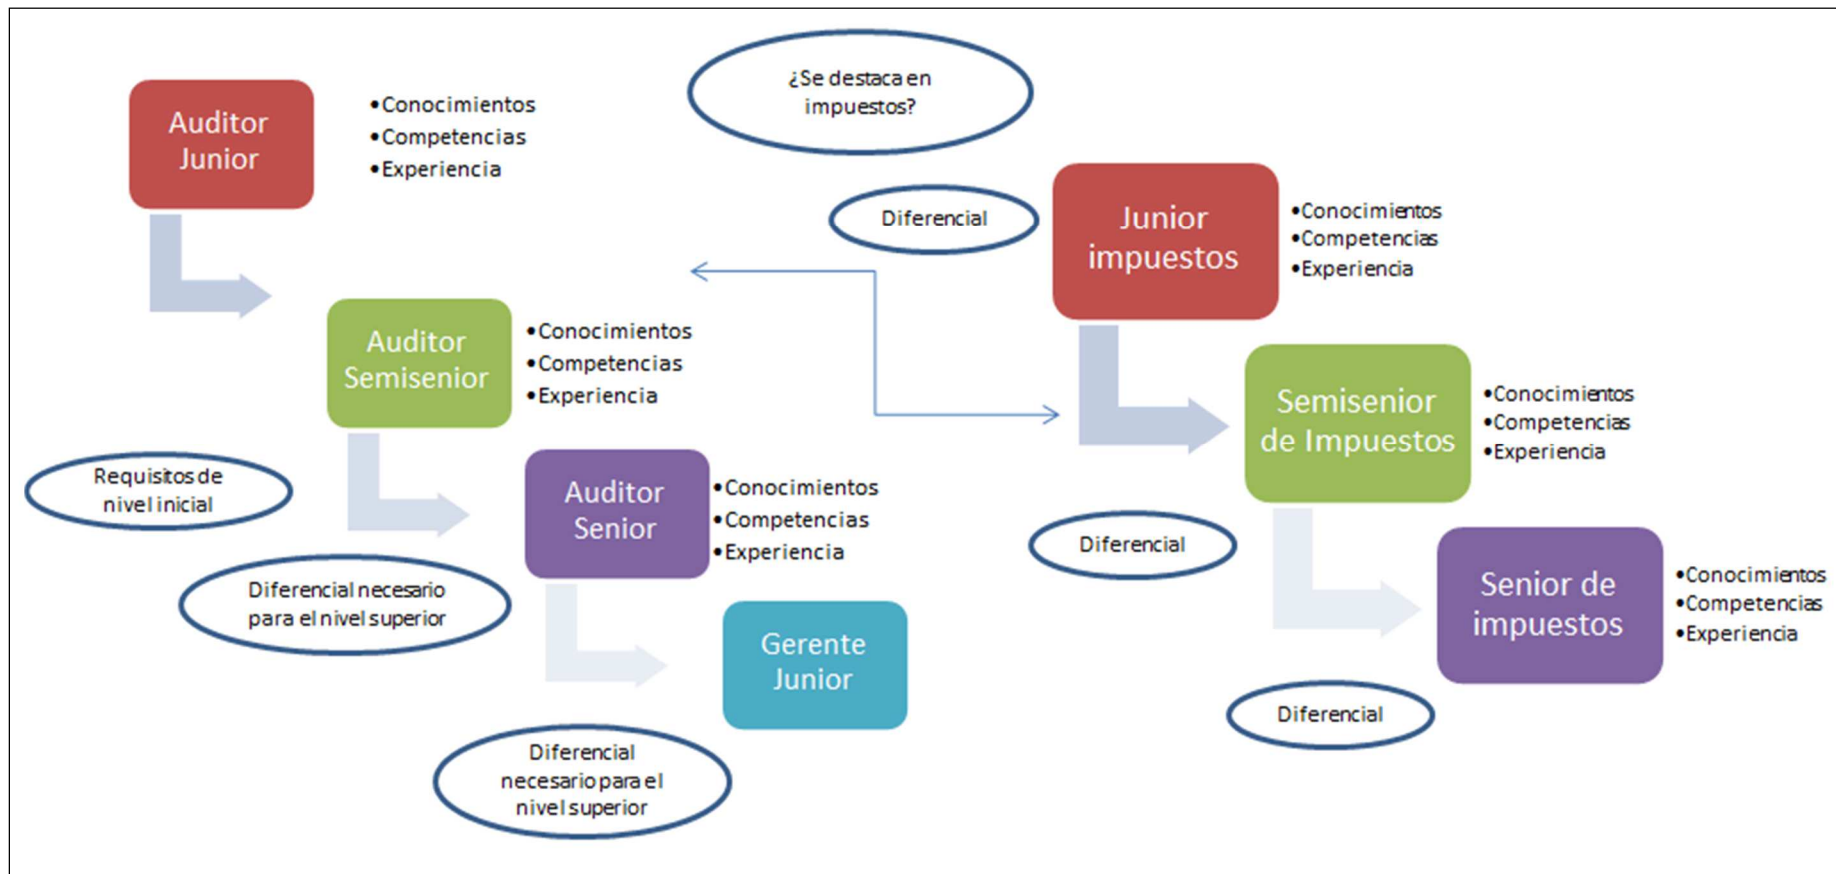 ¿Se destaca en
impuestos?
Auditor
Junior
•Conocimientos
•Competencias
•Experiencia
Diferencial
Junior
impuestos
•Conocimientos
•Competencias
•Experiencia
Auditor
Semisenior
•Conocimientos
•Competencias
•Experiencia
Semisenior
de Impuestos
•Conocimientos
•Competencias
•Experiencia
Requisitos de
nivel inicial
Auditor
Senior
•Conocimientos
•Competencias
•Experiencia
Diferencial
Senior de
impuestos
•Conocimientos
•Competencias
•Experiencia
Diferencial necesario
para el nivel superior
Gerente
Junior
Diferencial
Diferencial
necesario para el
nivel superior